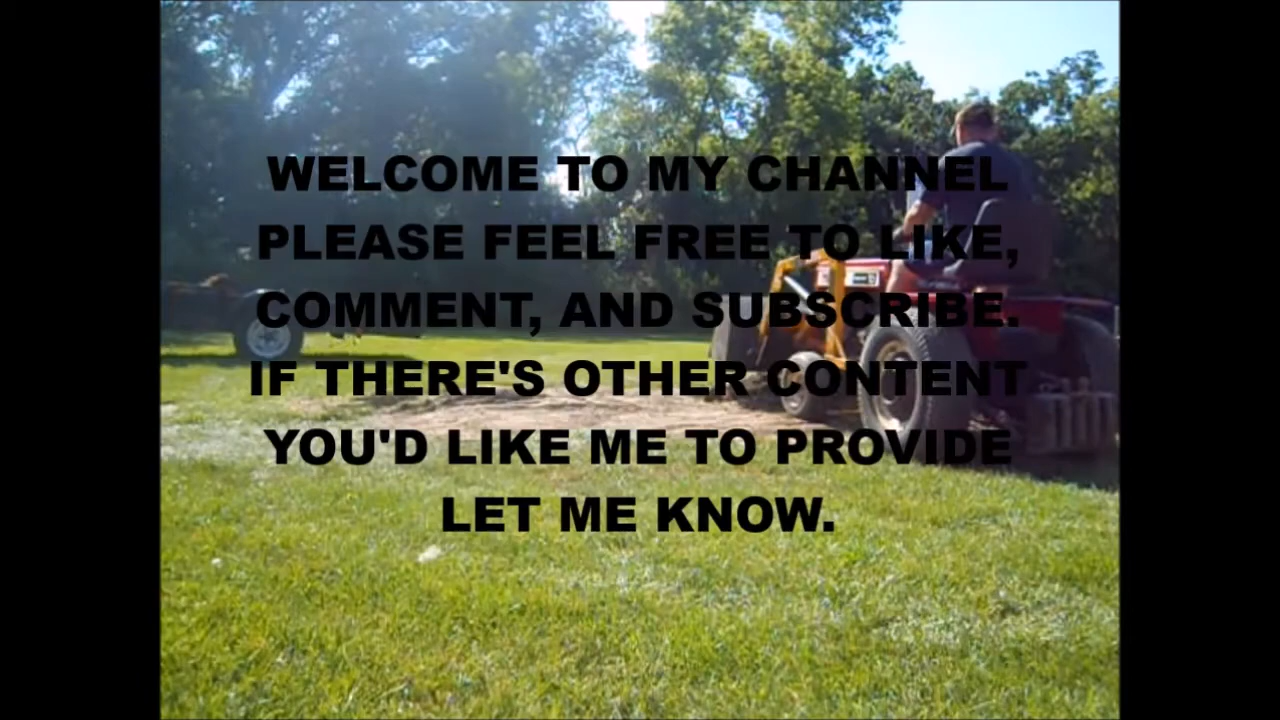 WELCOME TO MY CHANNEL
PLEASE FEEL FREE TO LIKE,
COMMENT, AND SUBSCRIBE.
IF THERE'S OTHER CONTENT
YOU'D LIKE ME TO PROVIDE
LET ME KNOW.